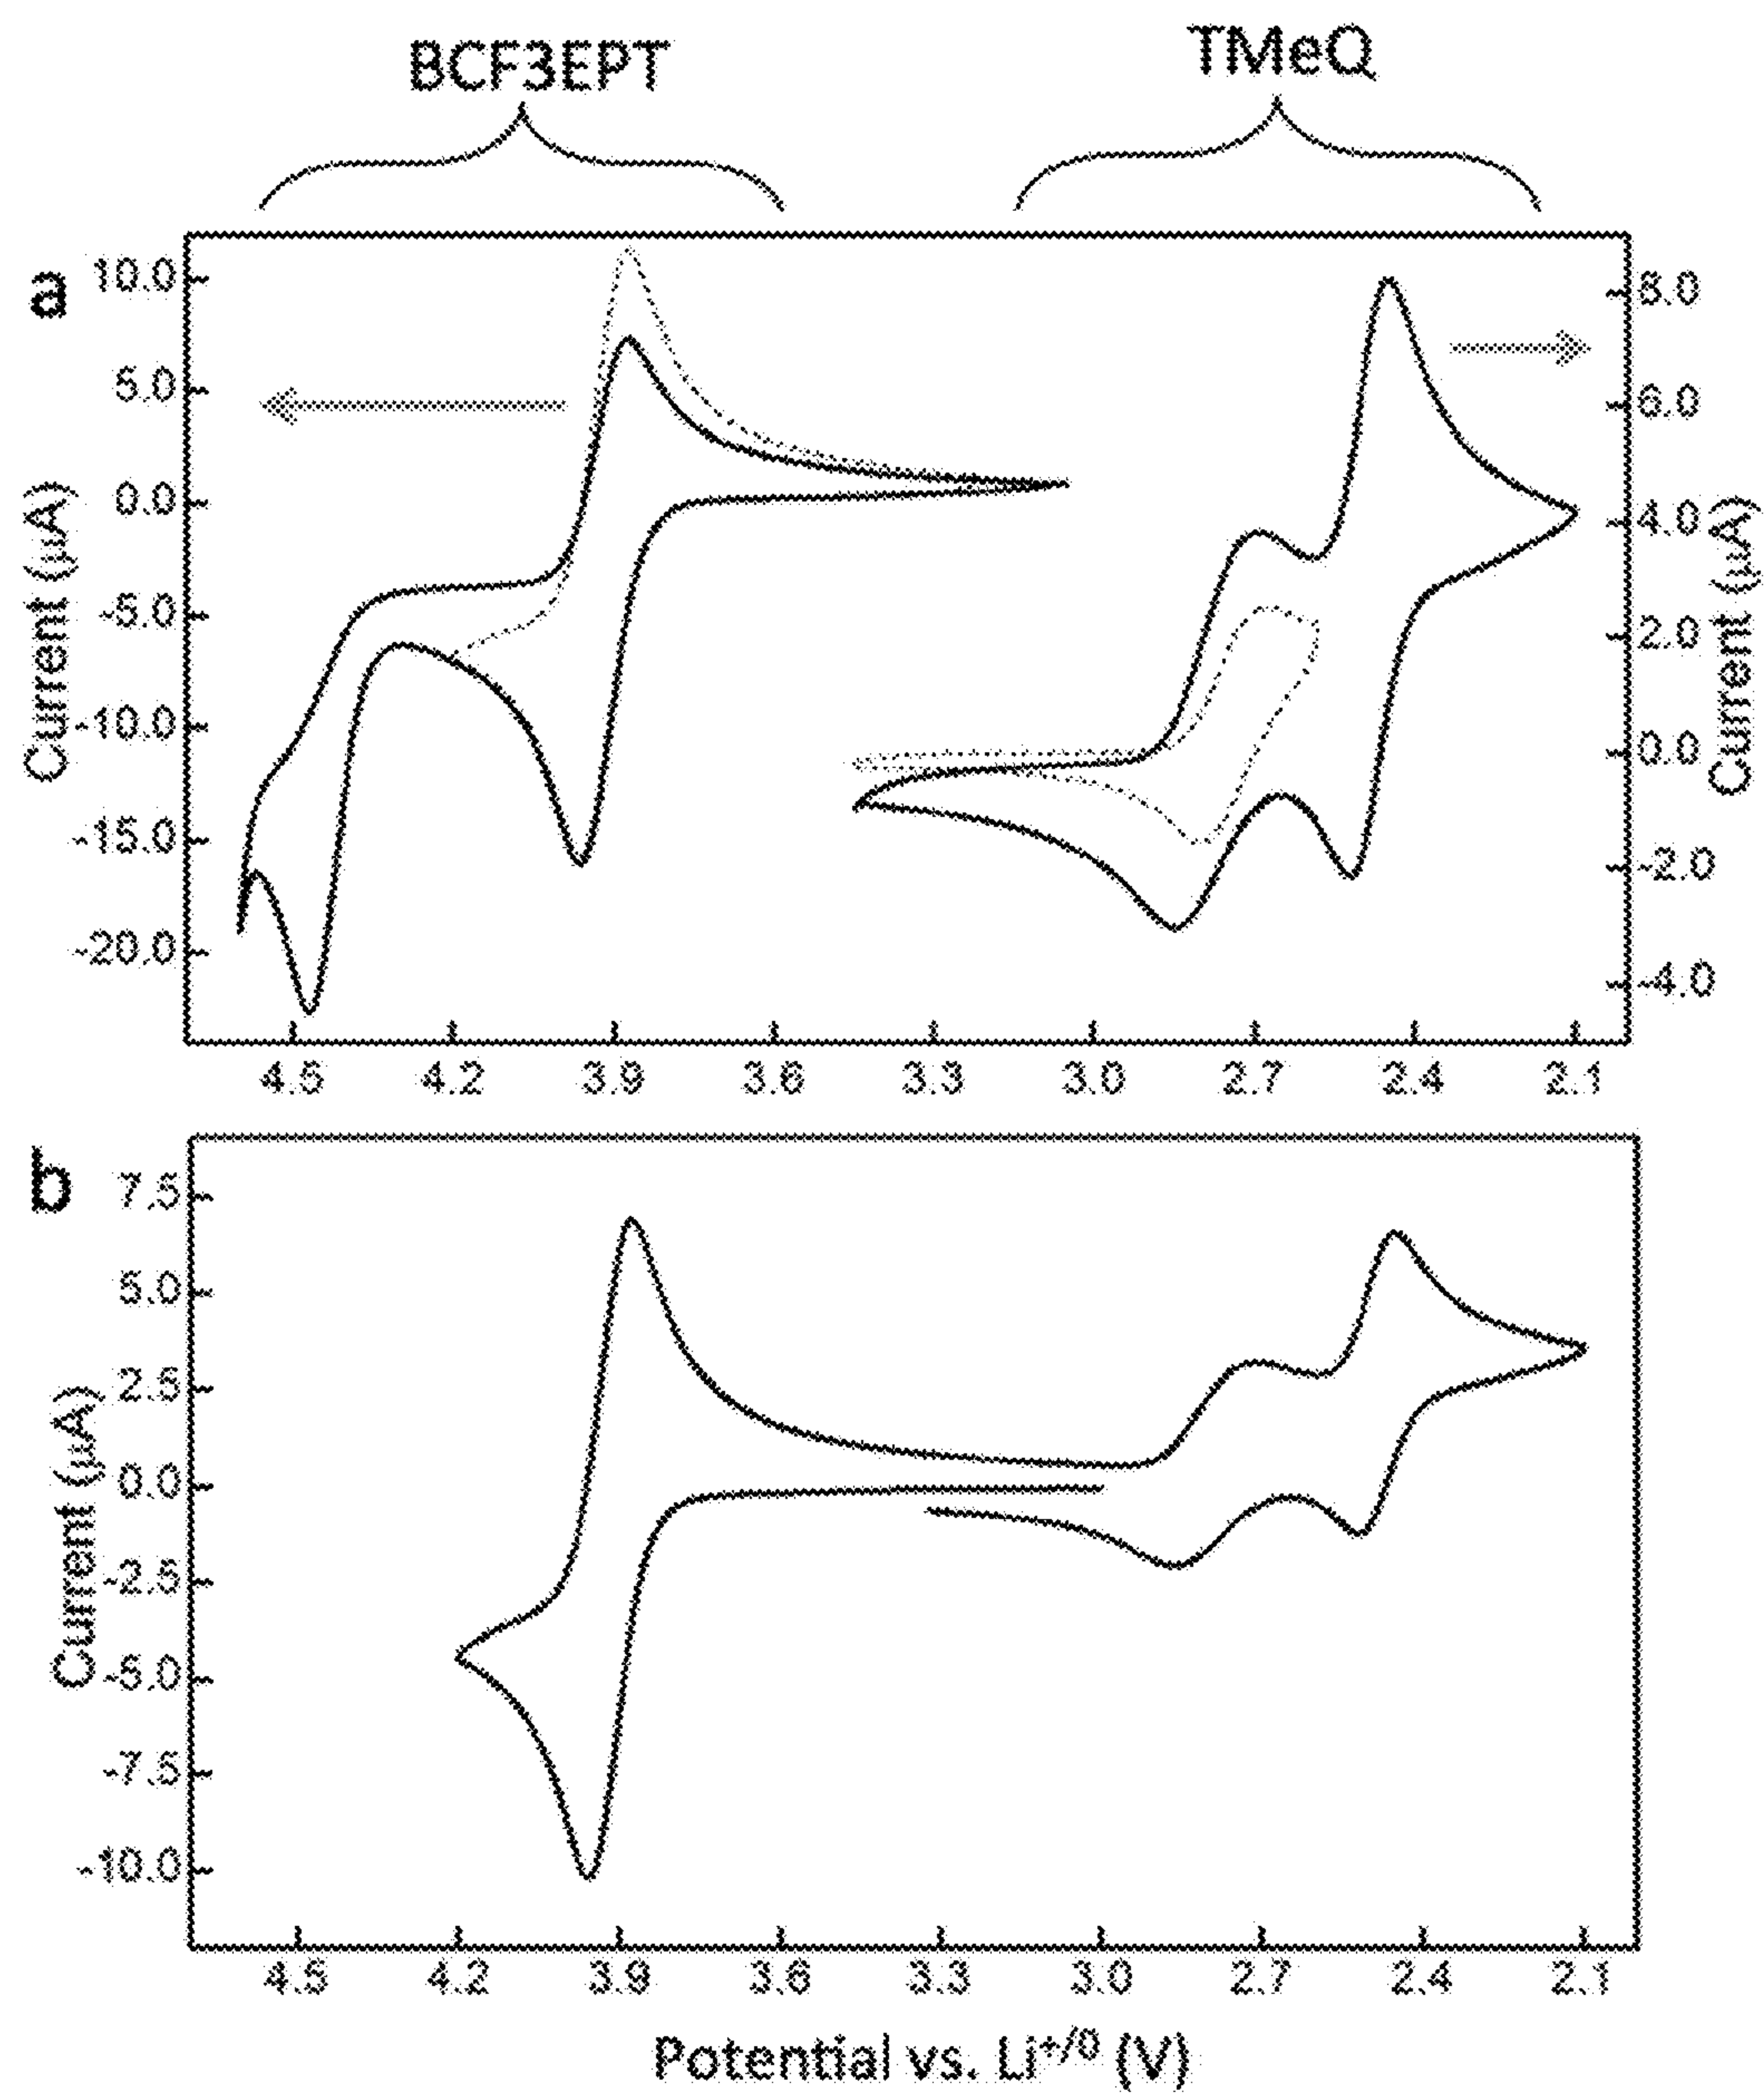 BCF3EPT TMeQ
a
10.0
5.0
0.0
-5.0
-10.0
-15.0
-20.0
Current (µA)
8.0
6.0
4.0
2.0
0.0
-2.0
-4.0
Current (µA)
4.5 4.2 3.9 3.6 3.3 3.0 2.7 2.4 2.1
b
7.5
5.0
2.5
0.0
-2.5
-5.0
-7.5
-10.0
Current (µA)
4.5 4.2 3.9 3.6 3.3 3.0 2.7 2.4 2.1
Potential vs. Li⁺/⁰ (V)